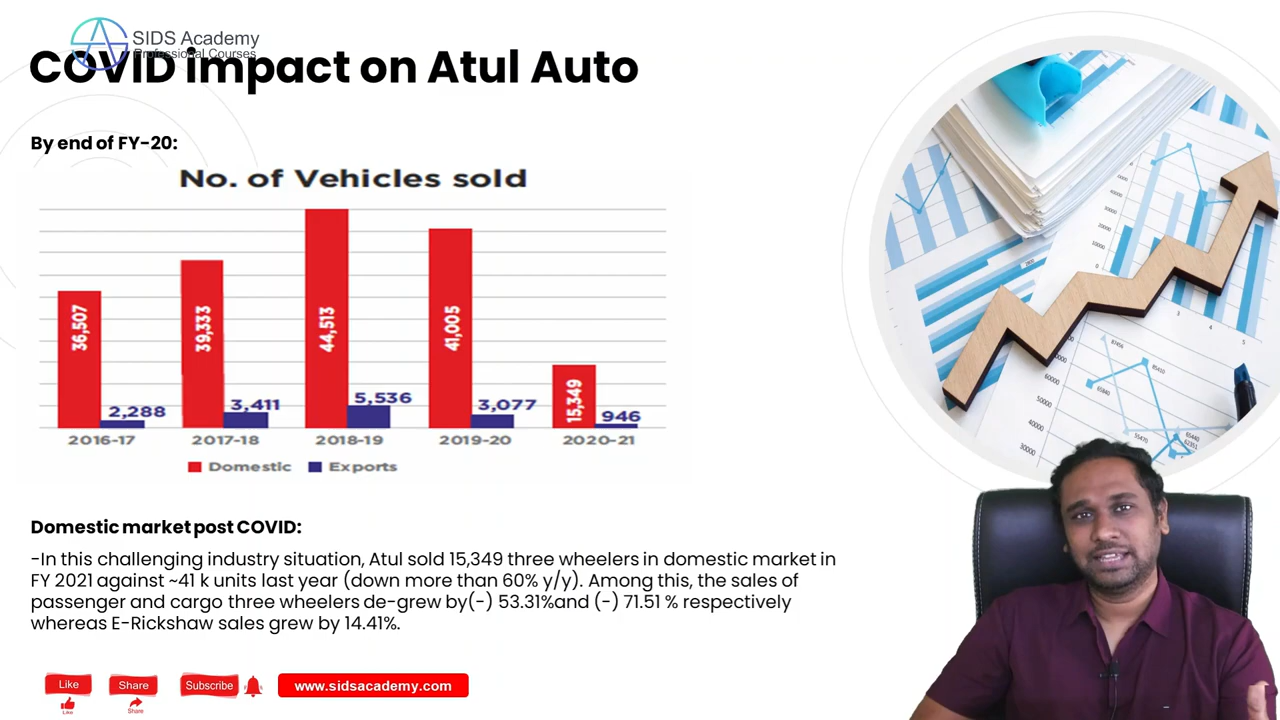 SIDS Academy
Professional Courses
COVID impact on Atul Auto
By end of FY-20:
No. of Vehicles sold
36,507
2,288
39,333
3,411
44,513
5,536
41,005
3,077
15,349
946
2016-17
2017-18
2018-19
2019-20
2020-21
Domestic
Exports
Domestic market post COVID:
-In this challenging industry situation, Atul sold 15,349 three wheelers in domestic market in
FY 2021 against ~41 k units last year (down more than 60% y/y). Among this, the sales of
passenger and cargo three wheelers de-grew by(-) 53.31%and (-) 71.51 % respectively
whereas E-Rickshaw sales grew by 14.41%.
Like
Share
Subscribe
Like
Share
www.sidsacademy.com